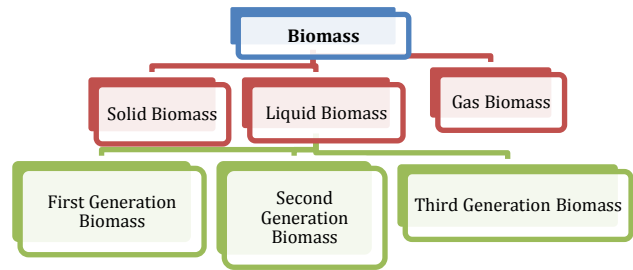 Biomass
Solid Biomass
Liquid Biomass
Gas Biomass
First Generation
Biomass
Second
Generation
Biomass
Third Generation Biomass